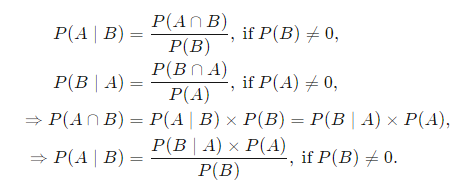 P(A | B) = P(A ∩ B) / P(B), if P(B) ≠ 0,
P(B | A) = P(B ∩ A) / P(A), if P(A) ≠ 0,
⇒ P(A ∩ B) = P(A | B) × P(B) = P(B | A) × P(A),
⇒ P(A | B) = P(B | A) × P(A) / P(B), if P(B) ≠ 0.